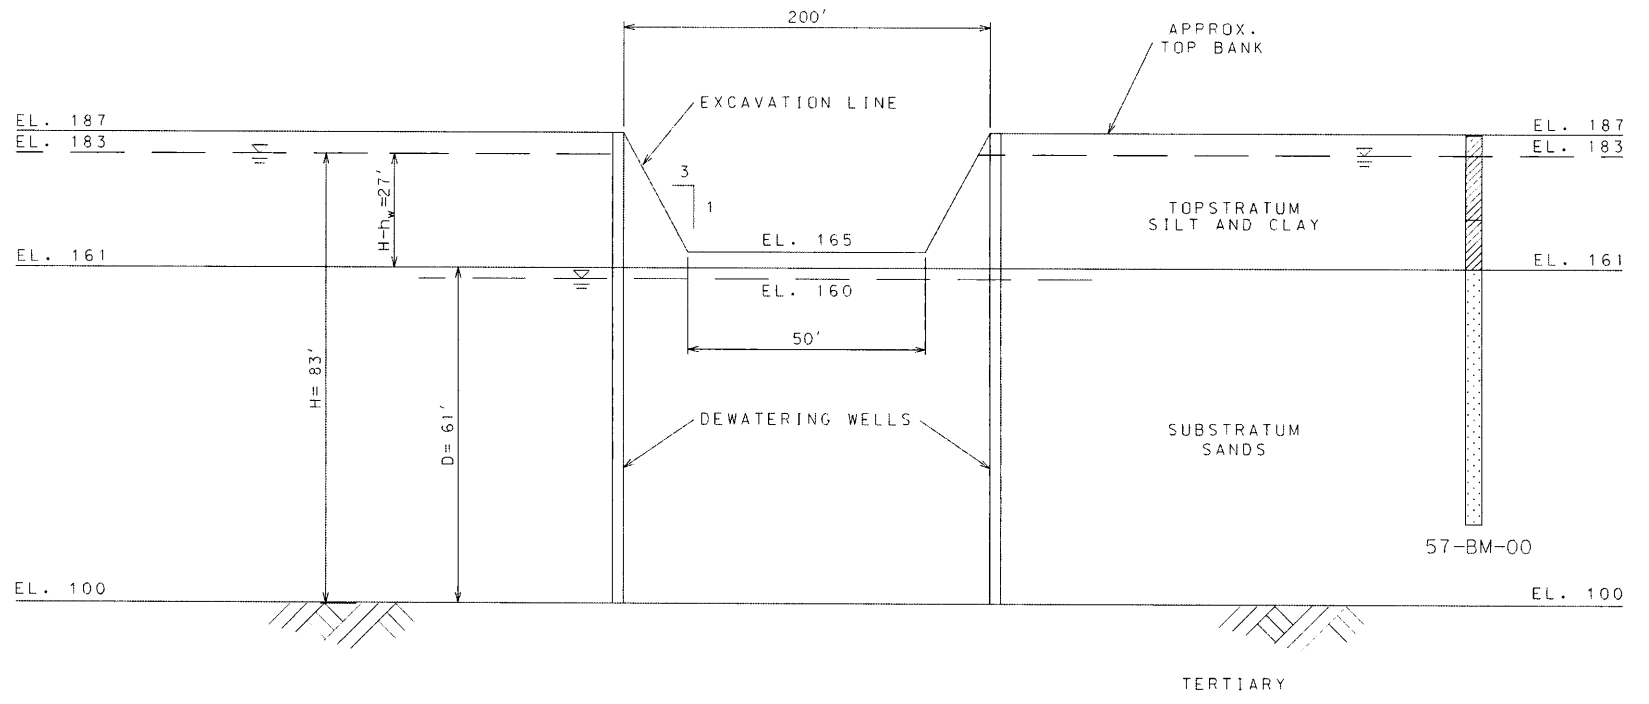 200'
APPROX.
TOP BANK
EXCAVATION LINE
EL. 187
EL. 183
EL. 187
EL. 183
3
1
H-hw=27'
TOPSTRATUM
SILT AND CLAY
EL. 165
EL. 161
EL. 161
EL. 160
50'
H= 83'
D= 61'
DEWATERING WELLS
SUBSTRATUM
SANDS
57-BM-00
EL. 100
EL. 100
TERTIARY